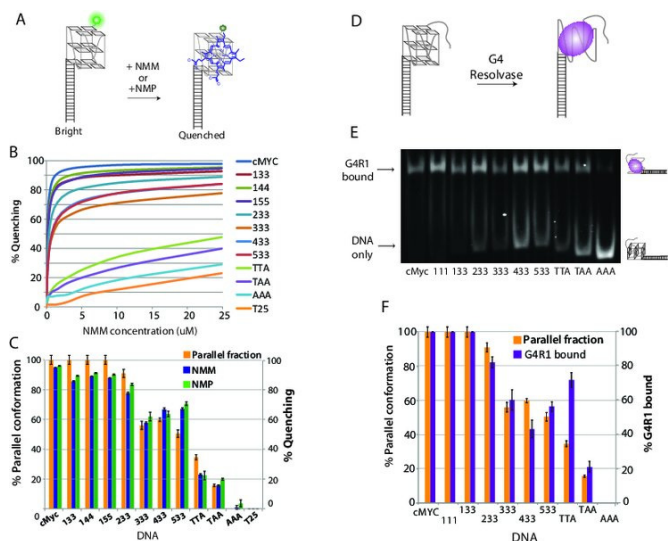 A
+ NMM
or
+NMP
Bright
Quenched
B
100
90
80
70
60
50
40
30
20
10
0
% Quenching
0
5
10
15
20
25
NMM concentration (uM)
cMYC
133
144
155
233
333
433
533
TTA
TAA
AAA
T25
C
100
80
60
40
20
0
% Parallel conformation
Parallel fraction
NMM
NMP
100
80
60
40
20
0
% Quenching
cMyc
133
144
155
233
333
433
533
TTA
TAA
AAA
T25
DNA
D
G4
Resolvase
E
G4R1
bound
DNA
only
cMyc 111 133 233 333 433 533 TTA TAA AAA
F
100
80
60
40
20
0
% Parallel conformation
Parallel fraction
G4R1 bound
100
80
60
40
20
0
% G4R1 bound
cMYC
111
133
233
333
433
533
TTA
TAA
AAA
DNA